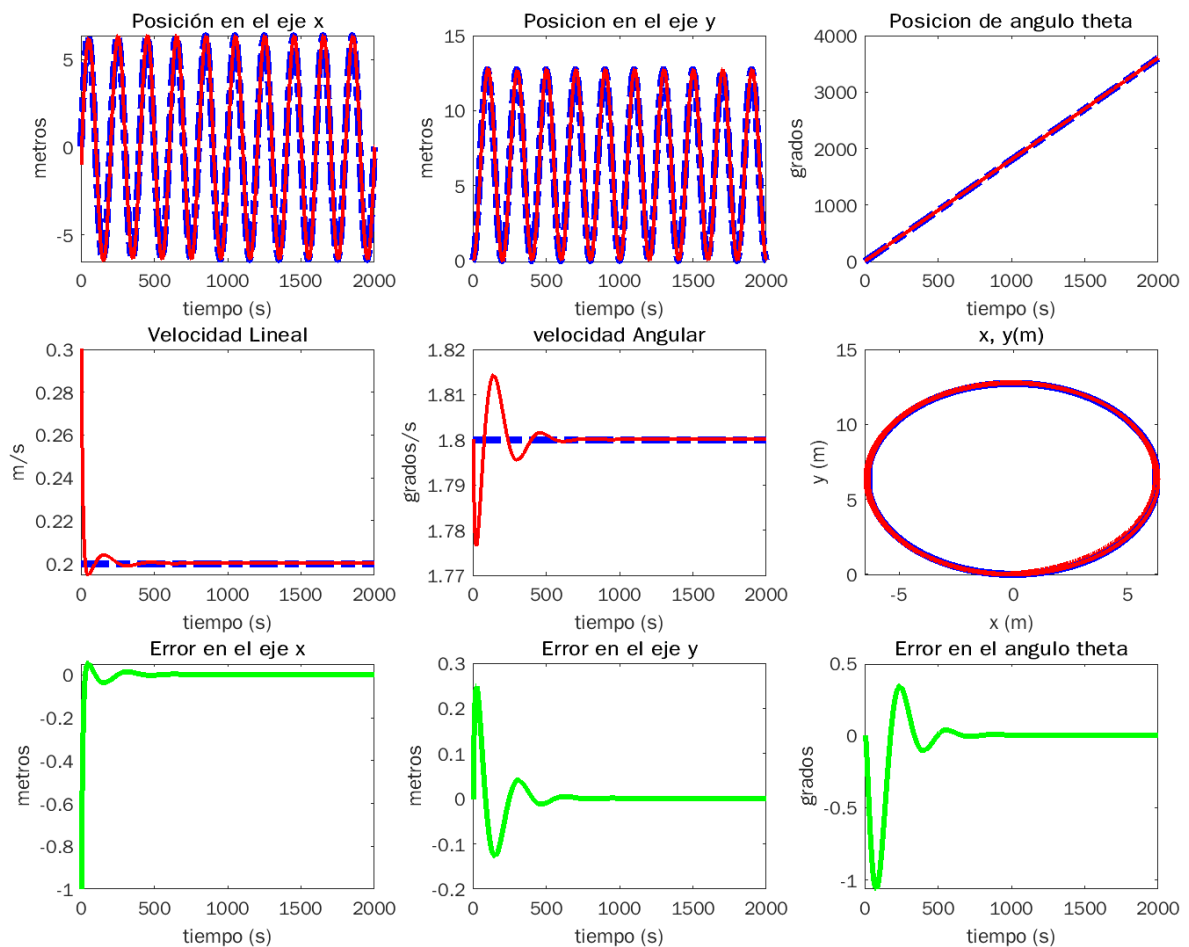 Posición en el eje x
metros
5
0
-5
0 500 1000 1500 2000
tiempo (s)
Posicion en el eje y
metros
15
10
5
0
0 500 1000 1500 2000
tiempo (s)
Posicion de angulo theta
grados
4000
3000
2000
1000
0
0 500 1000 1500 2000
tiempo (s)
Velocidad Lineal
m/s
0.3
0.28
0.26
0.24
0.22
0.2
0 500 1000 1500 2000
tiempo (s)
velocidad Angular
grados/s
1.82
1.81
1.8
1.79
1.78
1.77
0 500 1000 1500 2000
tiempo (s)
x, y(m)
y (m)
15
10
5
0
-5 0 5
x (m)
Error en el eje x
metros
0
-0.2
-0.4
-0.6
-0.8
-1
0 500 1000 1500 2000
tiempo (s)
Error en el eje y
metros
0.3
0.2
0.1
0
-0.1
-0.2
0 500 1000 1500 2000
tiempo (s)
Error en el angulo theta
grados
0.5
0
-0.5
-1
0 500 1000 1500 2000
tiempo (s)